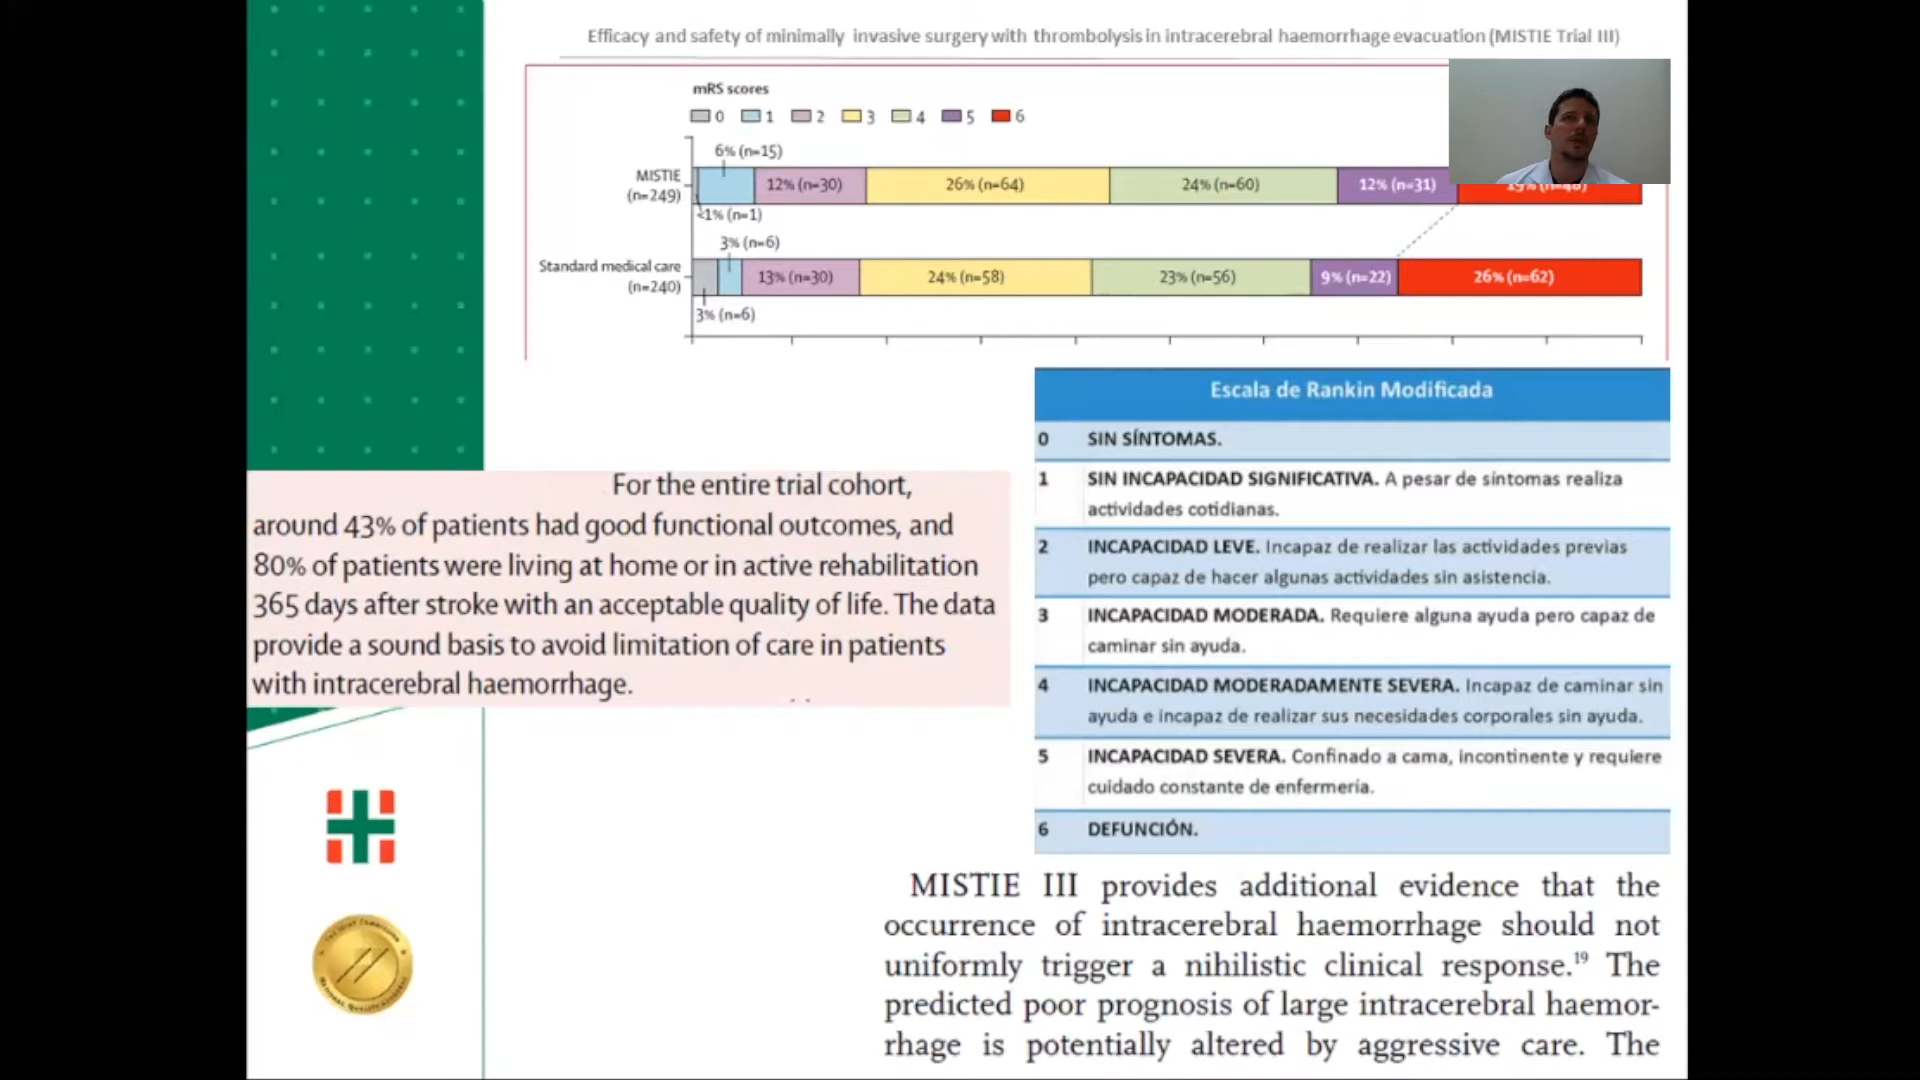 Efficacy and safety of minimally invasive surgery with thrombolysis in intracerebral haemorrhage evacuation (MISTIE Trial III)
mRS scores
0 1 2 3 4 5 6
6% (n=15)
MISTIE
(n=249)
12% (n=30) 26% (n=64) 24% (n=60) 12% (n=31)
<1% (n=1)
3% (n=6)
Standard medical care
(n=240)
13% (n=30) 24% (n=58) 23% (n=56) 9% (n=22) 26% (n=62)
3% (n=6)
For the entire trial cohort,
around 43% of patients had good functional outcomes, and
80% of patients were living at home or in active rehabilitation
365 days after stroke with an acceptable quality of life. The data
provide a sound basis to avoid limitation of care in patients
with intracerebral haemorrhage.
Escala de Rankin Modificada
0 SIN SÍNTOMAS.
1 SIN INCAPACIDAD SIGNIFICATIVA. A pesar de síntomas realiza
actividades cotidianas.
2 INCAPACIDAD LEVE. Incapaz de realizar las actividades previas
pero capaz de hacer algunas actividades sin asistencia.
3 INCAPACIDAD MODERADA. Requiere alguna ayuda pero capaz de
caminar sin ayuda.
4 INCAPACIDAD MODERADAMENTE SEVERA. Incapaz de caminar sin
ayuda e incapaz de realizar sus necesidades corporales sin ayuda.
5 INCAPACIDAD SEVERA. Confinado a cama, incontinente y requiere
cuidado constante de enfermería.
6 DEFUNCIÓN.
MISTIE III provides additional evidence that the
occurrence of intracerebral haemorrhage should not
uniformly trigger a nihilistic clinical response.19 The
predicted poor prognosis of large intracerebral haemor-
rhage is potentially altered by aggressive care. The